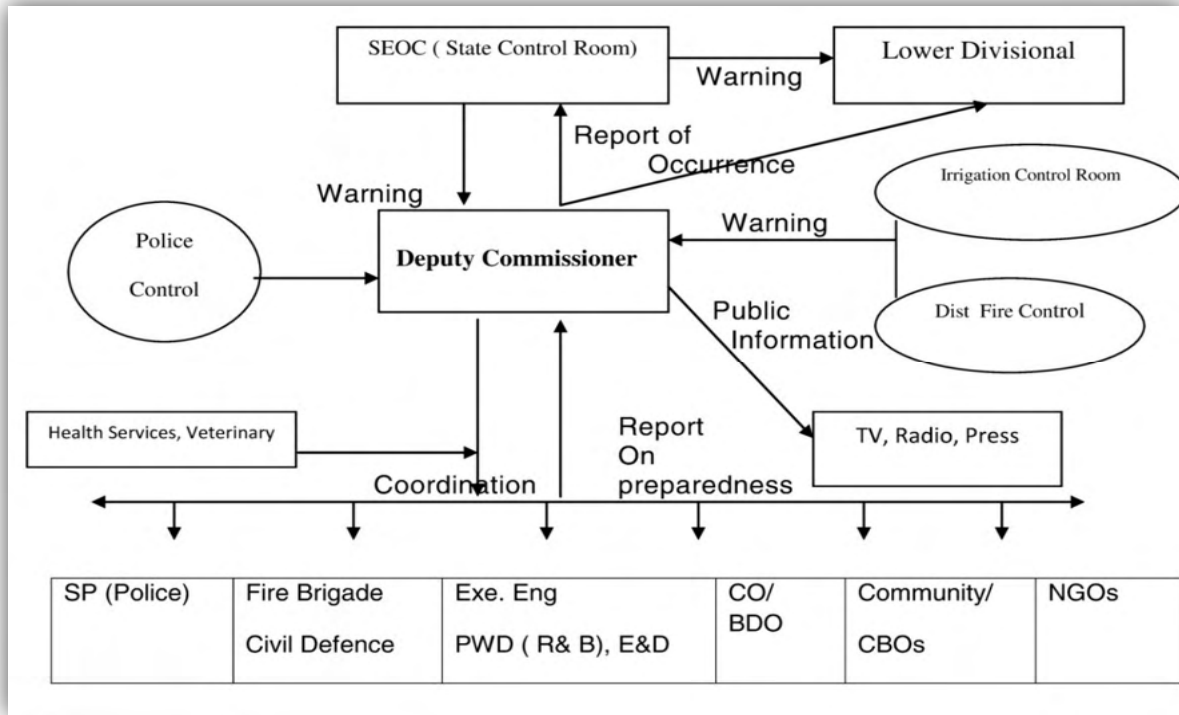 SEOC ( State Control Room)
Lower Divisional
Warning
Report of
Occurrence
Irrigation Control Room
Warning
Police
Control
Deputy Commissioner
Warning
Public
Information
Dist Fire Control
Health Services, Veterinary
Report
On
preparedness
TV, Radio, Press
Coordination
SP (Police)
Fire Brigade
Civil Defence
Exe. Eng
PWD ( R& B), E&D
CO/
BDO
Community/
CBOs
NGOs